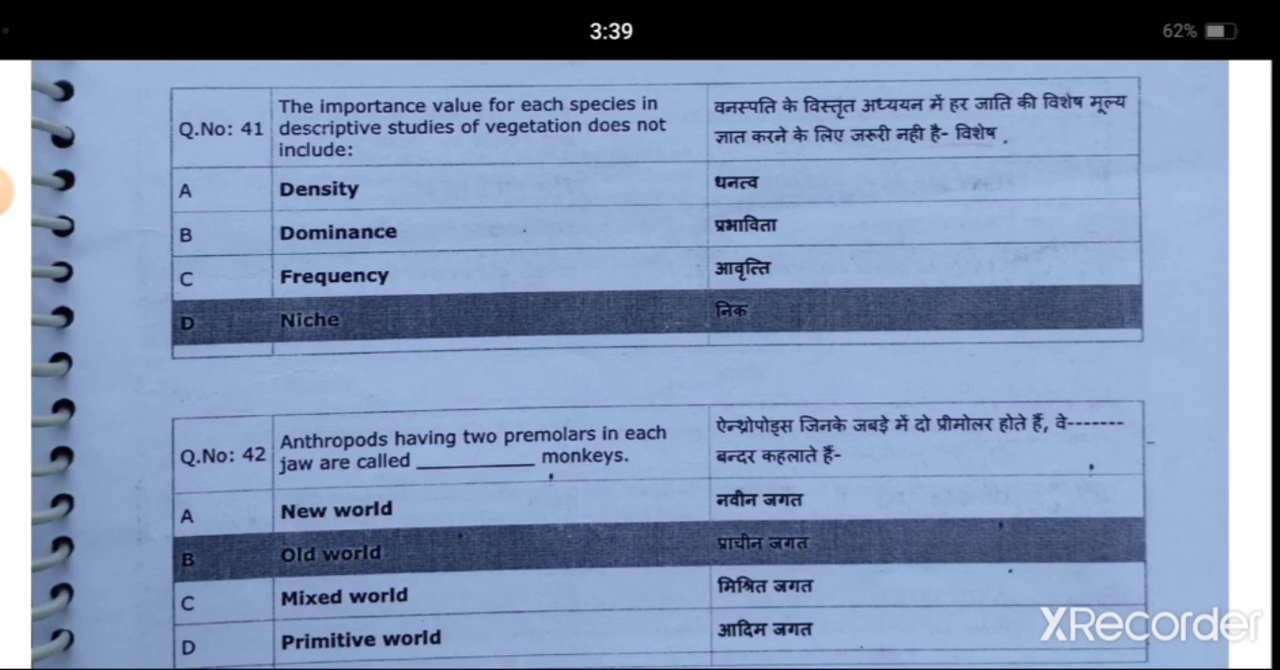 3:39
62%
Q.No: 41
The importance value for each species in
descriptive studies of vegetation does not
include:
वनस्पति के विस्तृत अध्ययन में हर जाति की विशेष मूल्य
ज्ञात करने के लिए जरुरी नही है- विशेष .
A
Density
धनत्व
B
Dominance
प्रभाविता
C
Frequency
आवृत्ति
D
Niche
निक
Q.No: 42
Anthropods having two premolars in each
jaw are called __________ monkeys.
ऐन्थ्रोपोड्स जिनके जबड़े में दो प्रीमोलर होते हैं, वे-------
बन्दर कहलाते हैं-
A
New world
नवीन जगत
B
Old world
प्राचीन जगत
C
Mixed world
मिश्रित जगत
D
Primitive world
आदिम जगत
XRecorder